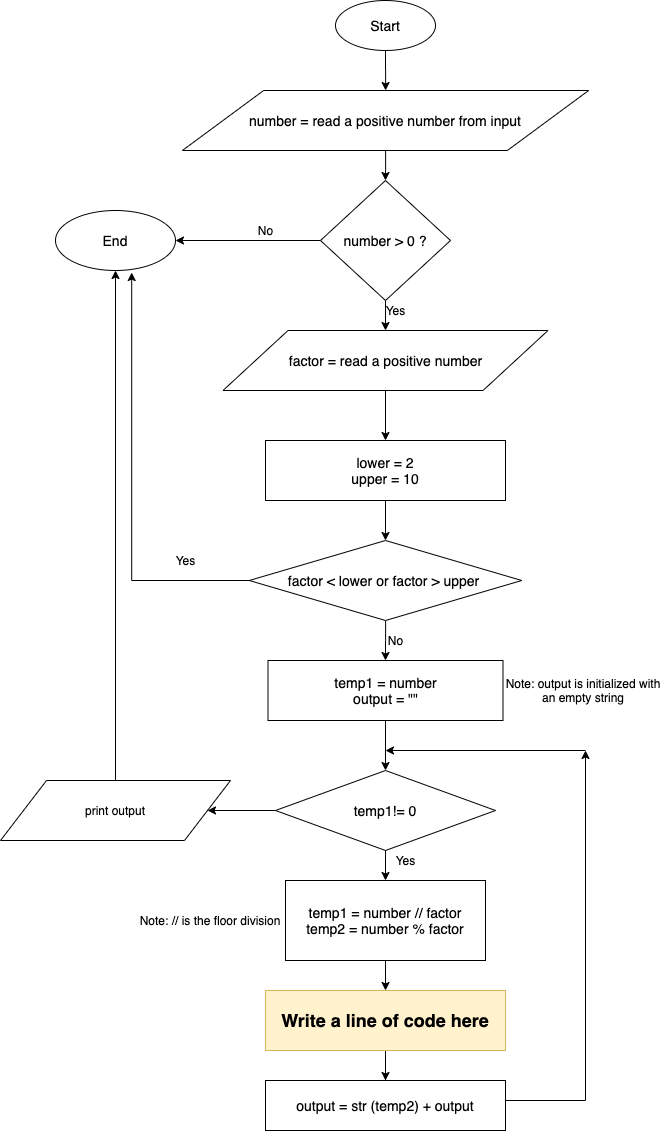 Start
number = read a positive number from input
number > 0 ?
No
End
Yes
factor = read a positive number
lower = 2
upper = 10
factor < lower or factor > upper
Yes
No
temp1 = number
output = ""
Note: output is initialized with
an empty string
temp1!= 0
print output
Yes
temp1 = number // factor
temp2 = number % factor
Note: // is the floor division
Write a line of code here
output = str (temp2) + output